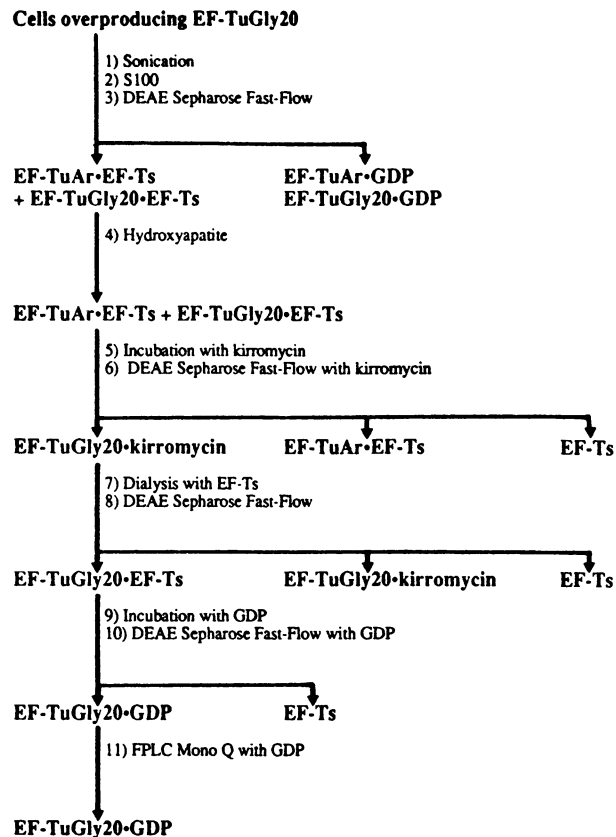 Cells overproducing EF-TuGly20
1) Sonication
2) S100
3) DEAE Sepharose Fast-Flow
EF-TuAr•EF-Ts
+ EF-TuGly20•EF-Ts
EF-TuAr•GDP
EF-TuGly20•GDP
4) Hydroxyapatite
EF-TuAr•EF-Ts + EF-TuGly20•EF-Ts
5) Incubation with kirromycin
6) DEAE Sepharose Fast-Flow with kirromycin
EF-TuGly20•kirromycin EF-TuAr•EF-Ts EF-Ts
7) Dialysis with EF-Ts
8) DEAE Sepharose Fast-Flow
EF-TuGly20•EF-Ts EF-TuGly20•kirromycin EF-Ts
9) Incubation with GDP
10) DEAE Sepharose Fast-Flow with GDP
EF-TuGly20•GDP EF-Ts
11) FPLC Mono Q with GDP
EF-TuGly20•GDP